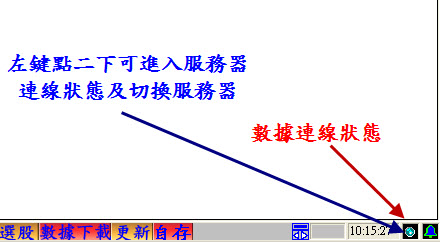 左鍵點二下可進入服務器
連線狀態及切換服務器
數據連線狀態
選股 數據下載 更新 自存 10:15:27